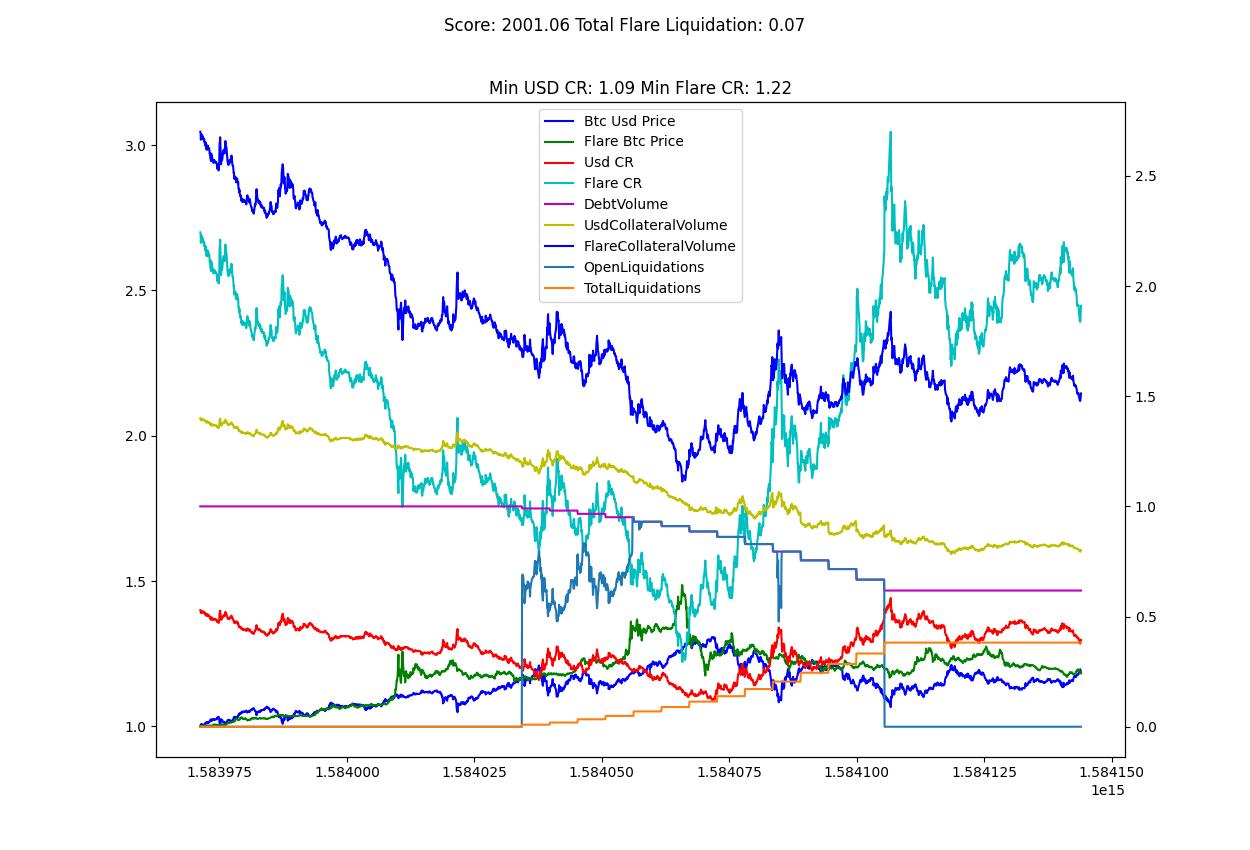 Score: 2001.06 Total Flare Liquidation: 0.07
Min USD CR: 1.09 Min Flare CR: 1.22
Btc Usd Price
Flare Btc Price
Usd CR
Flare CR
DebtVolume
UsdCollateralVolume
FlareCollateralVolume
OpenLiquidations
TotalLiquidations
3.0
2.5
2.0
1.5
1.0
2.5
2.0
1.5
1.0
0.5
0.0
1.583975 1.584000 1.584025 1.584050 1.584075 1.584100 1.584125 1.584150
1e15